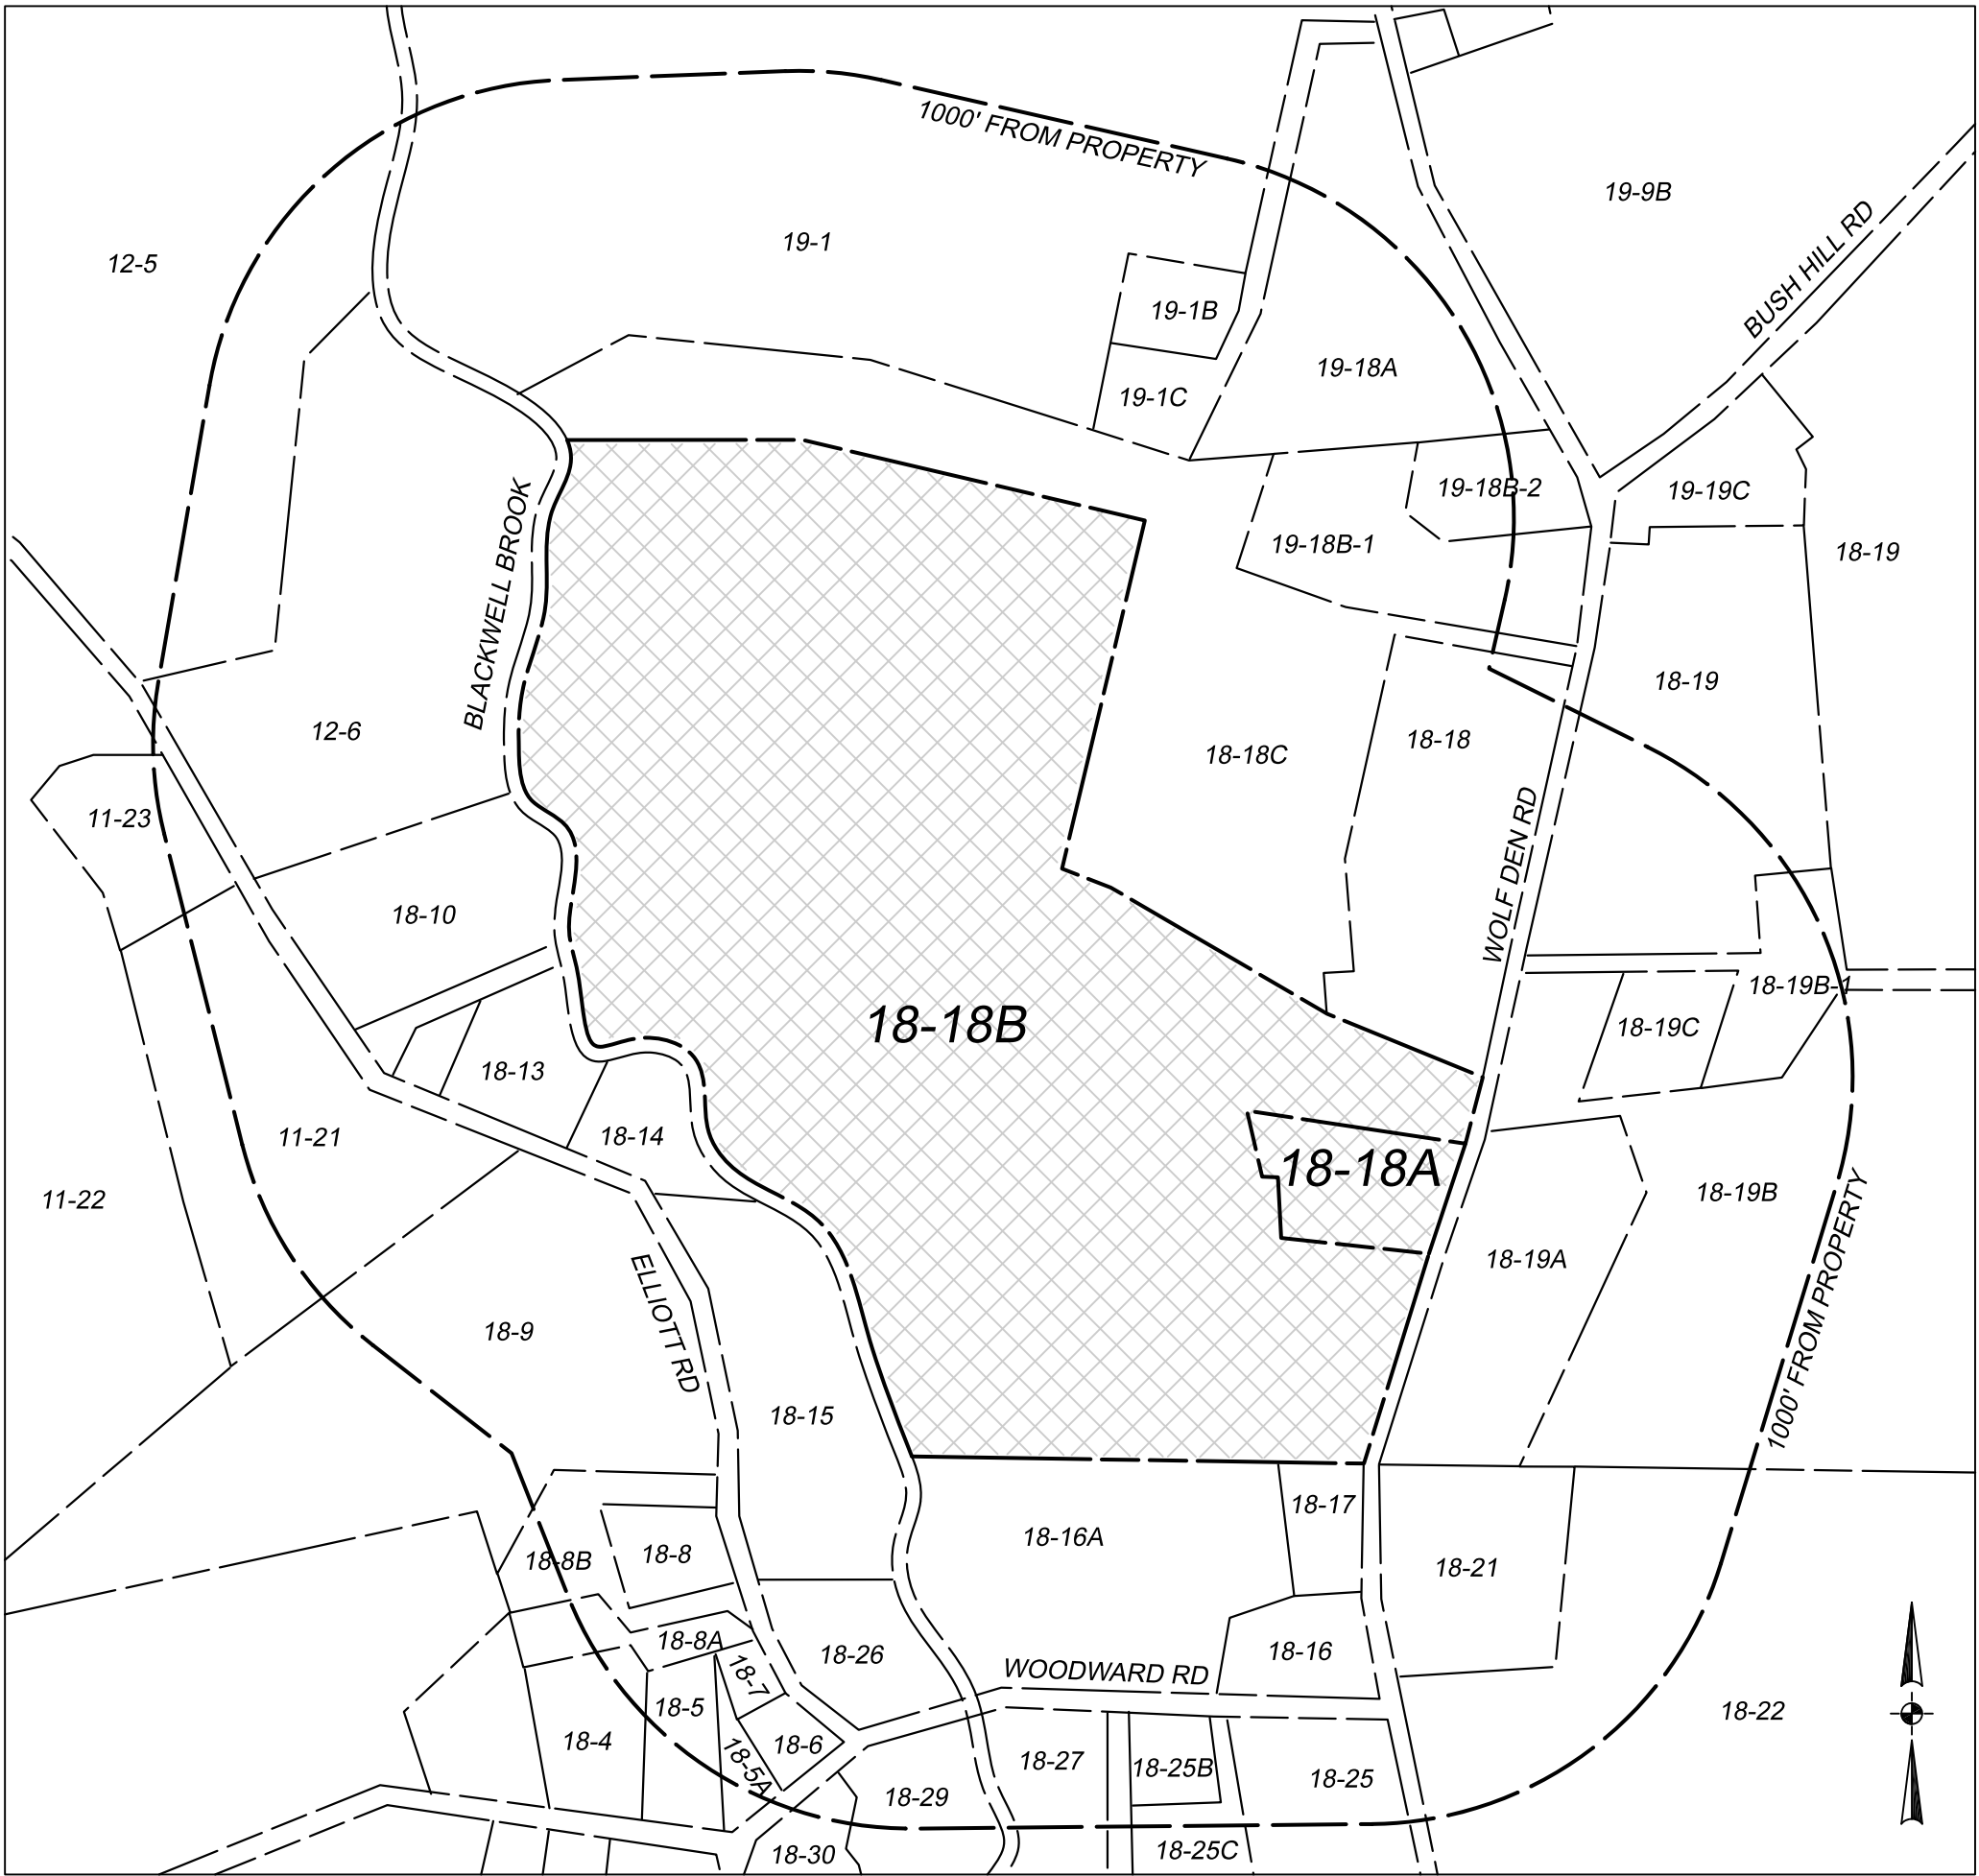 1000' FROM PROPERTY
19-9B
BUSH HILL RD
12-5
19-1
19-1B
19-18A
19-1C
19-18B-2
19-19C
BLACKWELL BROOK
19-18B-1
18-19
18-19
12-6
18-18C
18-18
11-23
WOLF DEN RD
18-10
18-19B-1
18-18B
18-19C
18-13
11-21
18-14
18-18A
11-22
18-19B
1000' FROM PROPERTY
18-19A
ELLIOTT RD
18-9
18-15
18-17
18-16A
18-8B
18-8
18-21
18-8A
18-26
18-16
WOODWARD RD
18-7
18-5
18-22
18-4
18-6
18-5A
18-27
18-25B
18-25
18-29
18-30
18-25C